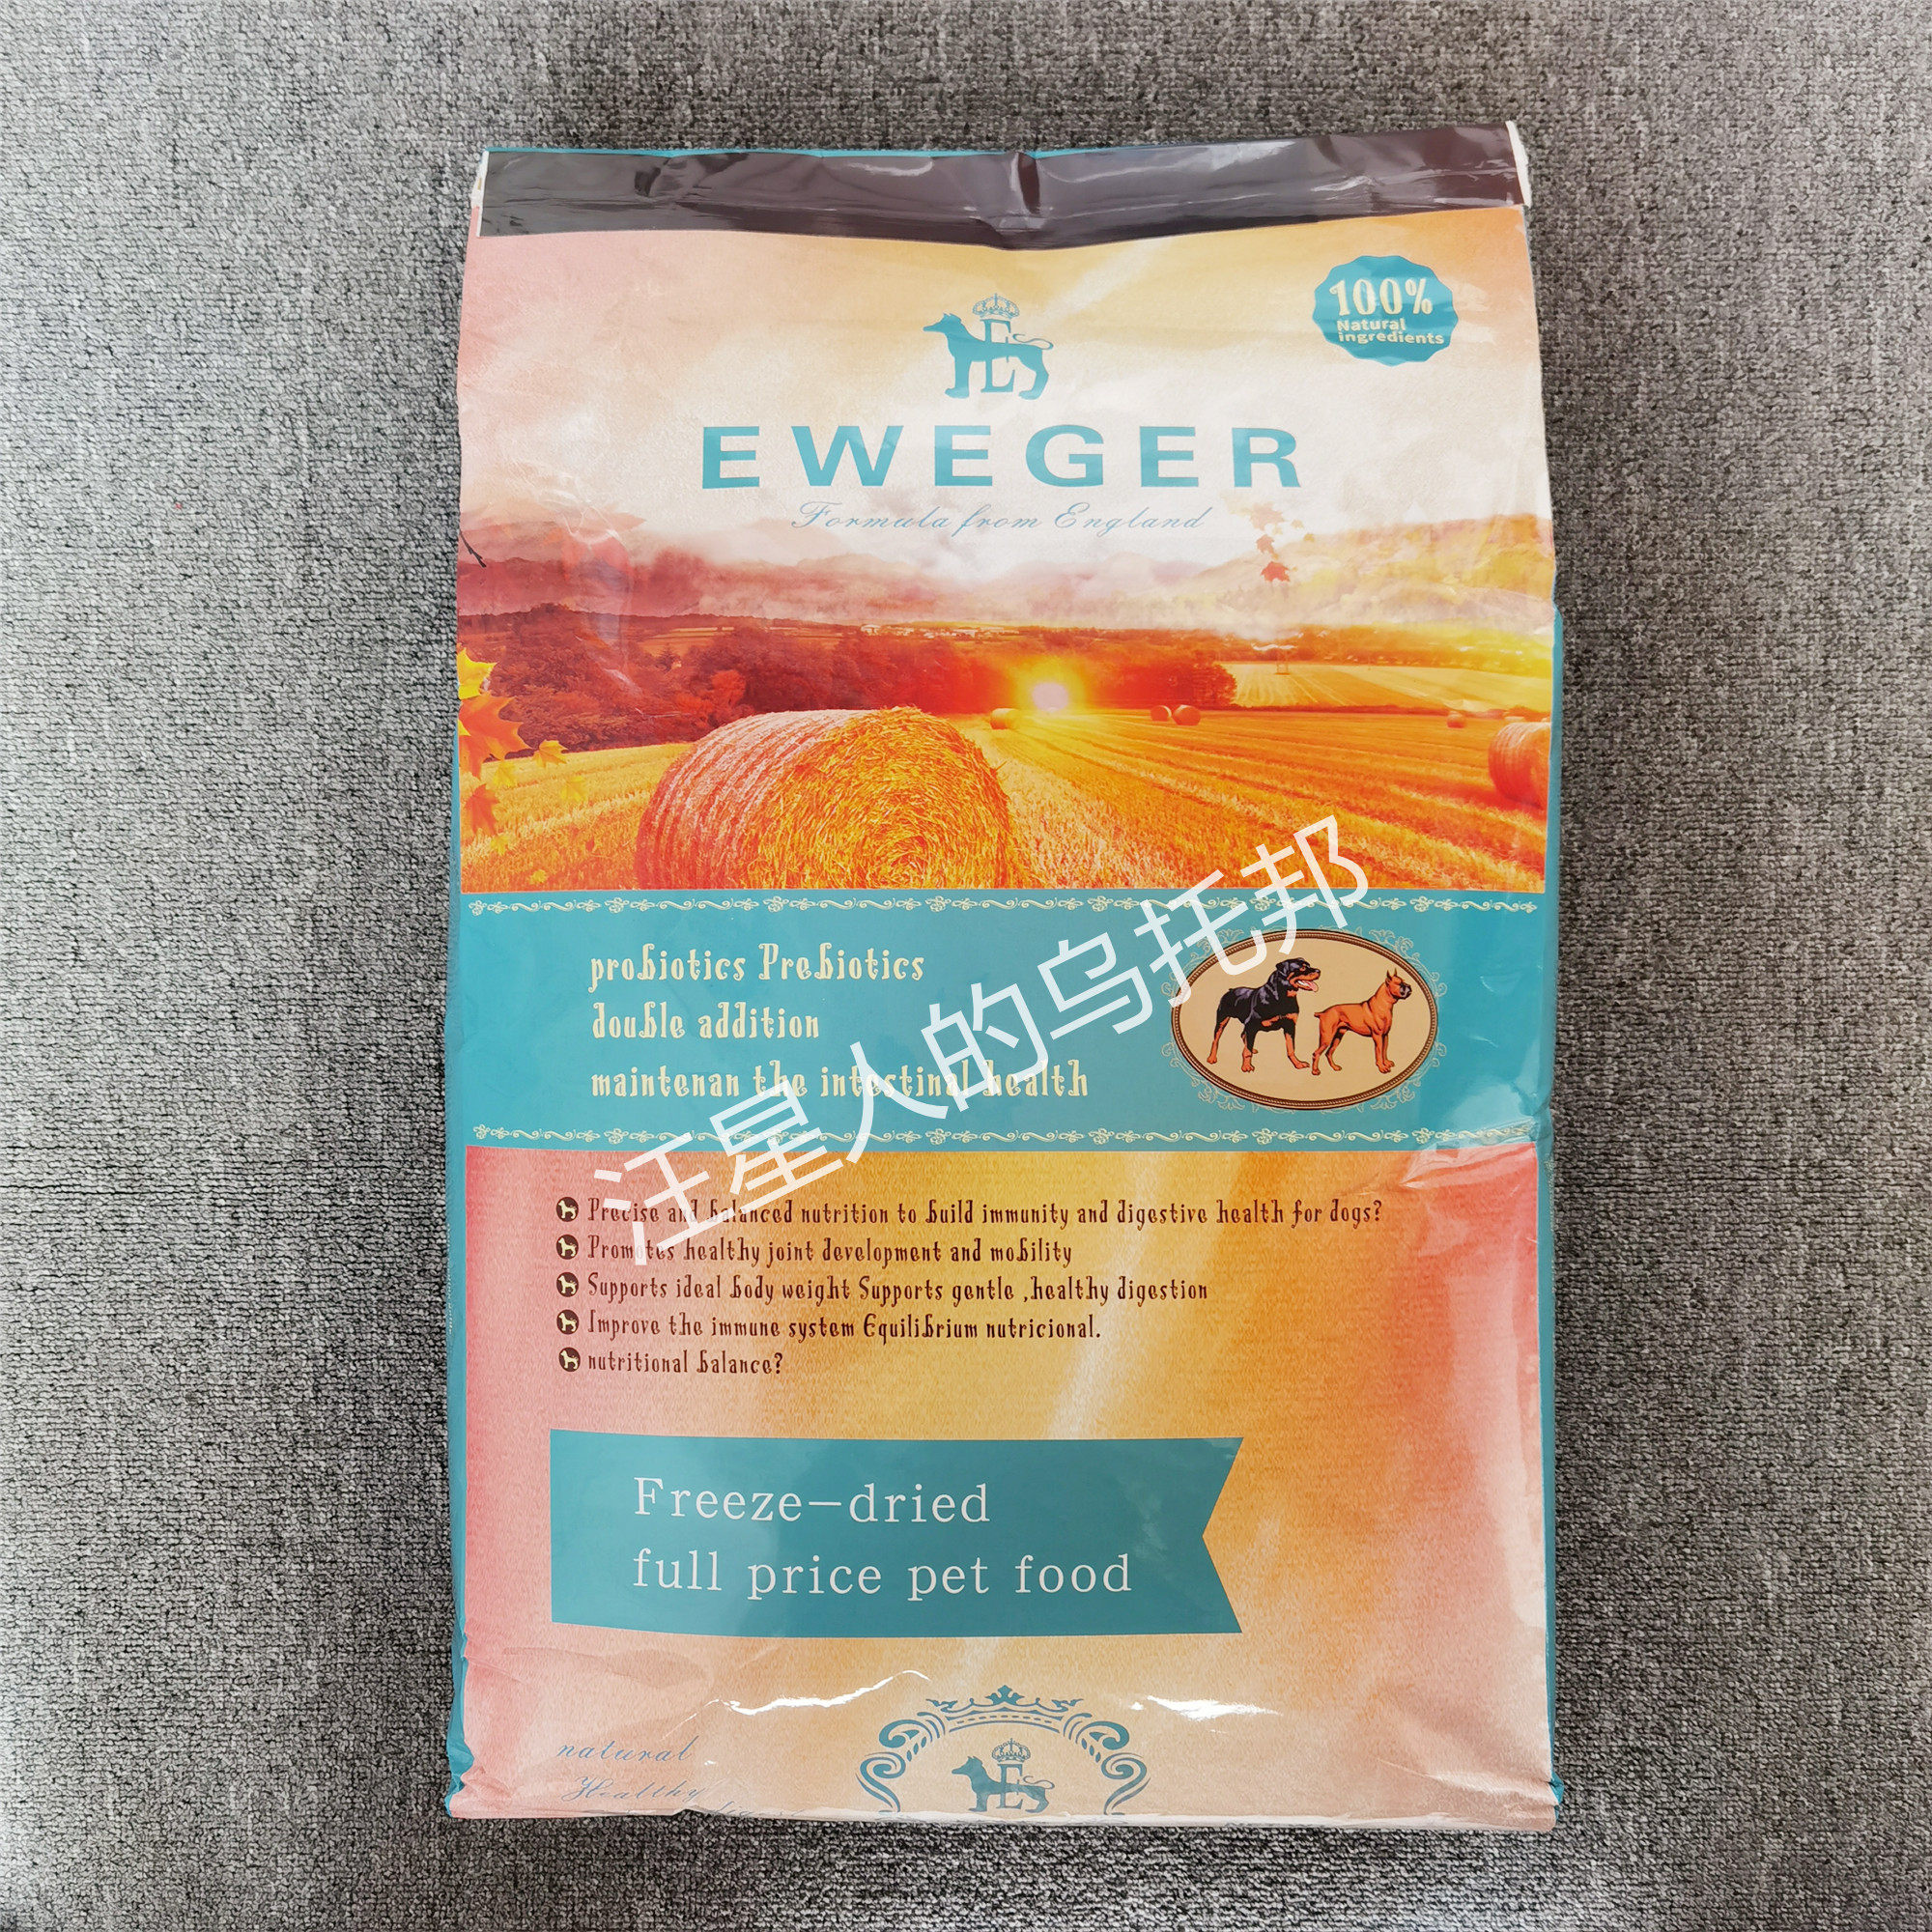 100%
Natural
ingredients
E
EWEGER
Formula from England
probiotics Prebiotics
double addition
maintenan the intestinal health
汪星人的乌托邦
Precise and balanced nutrition to build immunity and digestive health for dogs?
Promotes healthy joint development and mobility
Supports ideal body weight Supports gentle ,healthy digestion
Improve the immune system Equilibrium nutricional.
nutritional balance?
Freeze-dried
full price pet food
natural
Healthy
E